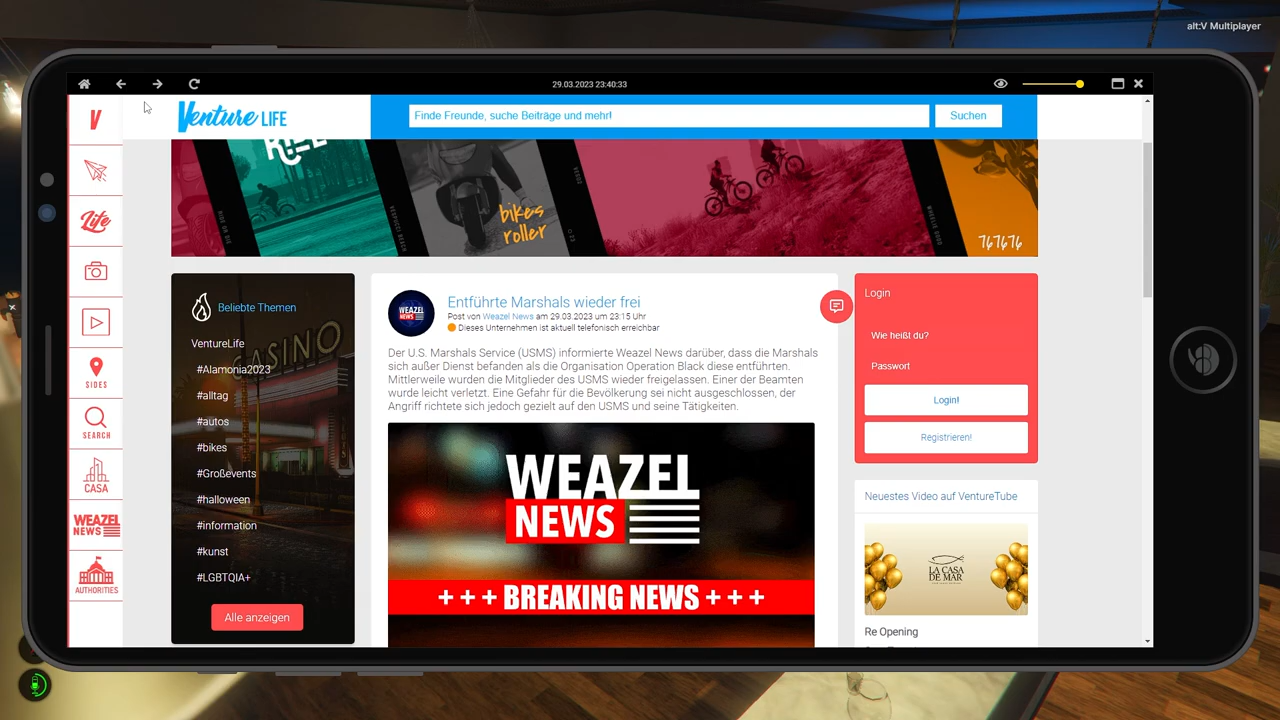 alt:V Multiplayer
29.03.2023 23:40:33
V
Venture LIFE
Finde Freunde, suche Beiträge und mehr!
Suchen
Life
SIDES
SEARCH
CASA
WEAZEL
NEWS
AUTHORITIES
bikes
roller
767676
Beliebte Themen
VentureLife
#Alamonia2023
#alltag
#autos
#bikes
#Großevents
#halloween
#information
#kunst
#LGBTQIA+
Alle anzeigen
CASINO
WEAZEL
NEWS
Entführte Marshals wieder frei
Post von Weazel News am 29.03.2023 um 23:15 Uhr
Dieses Unternehmen ist aktuell telefonisch erreichbar
Der U.S. Marshals Service (USMS) informierte Weazel News darüber, dass die Marshals
sich außer Dienst befanden als die Organisation Operation Black diese entführten.
Mittlerweile wurden die Mitglieder des USMS wieder freigelassen. Einer der Beamten
wurde leicht verletzt. Eine Gefahr für die Bevölkerung sei nicht ausgeschlossen, der
Angriff richtete sich jedoch gezielt auf den USMS und seine Tätigkeiten.
WEAZEL
NEWS
+ + + BREAKING NEWS + + +
Login
Wie heißt du?
Passwort
Login!
Registrieren!
Neuestes Video auf VentureTube
LA CASA
DE MAR
Re Opening